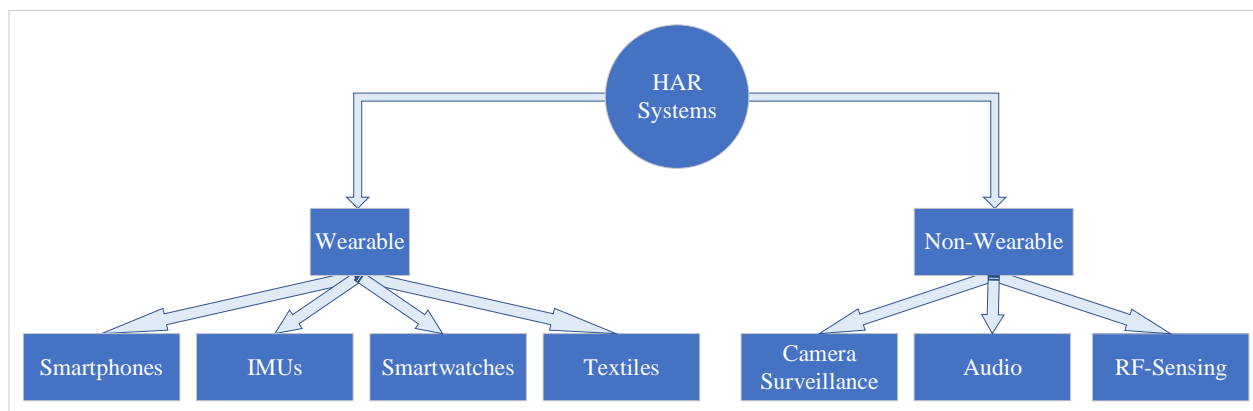 HAR
Systems
Wearable
Non-Wearable
Smartphones
IMUs
Smartwatches
Textiles
Camera
Surveillance
Audio
RF-Sensing